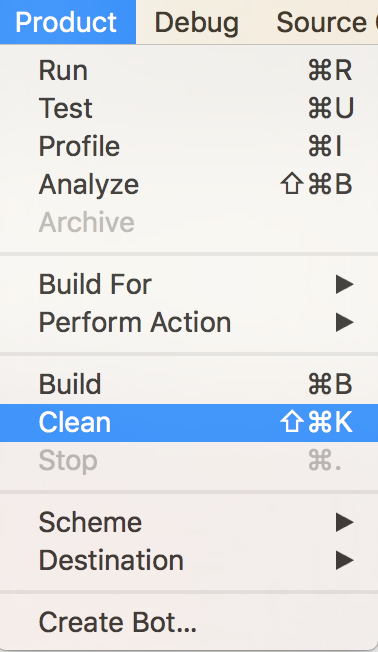 Product Debug Source
Run ⌘R
Test ⌘U
Profile ⌘I
Analyze ⇧⌘B
Archive
Build For ▶
Perform Action ▶
Build ⌘B
Clean ⇧⌘K
Stop ⌘.
Scheme ▶
Destination ▶
Create Bot...